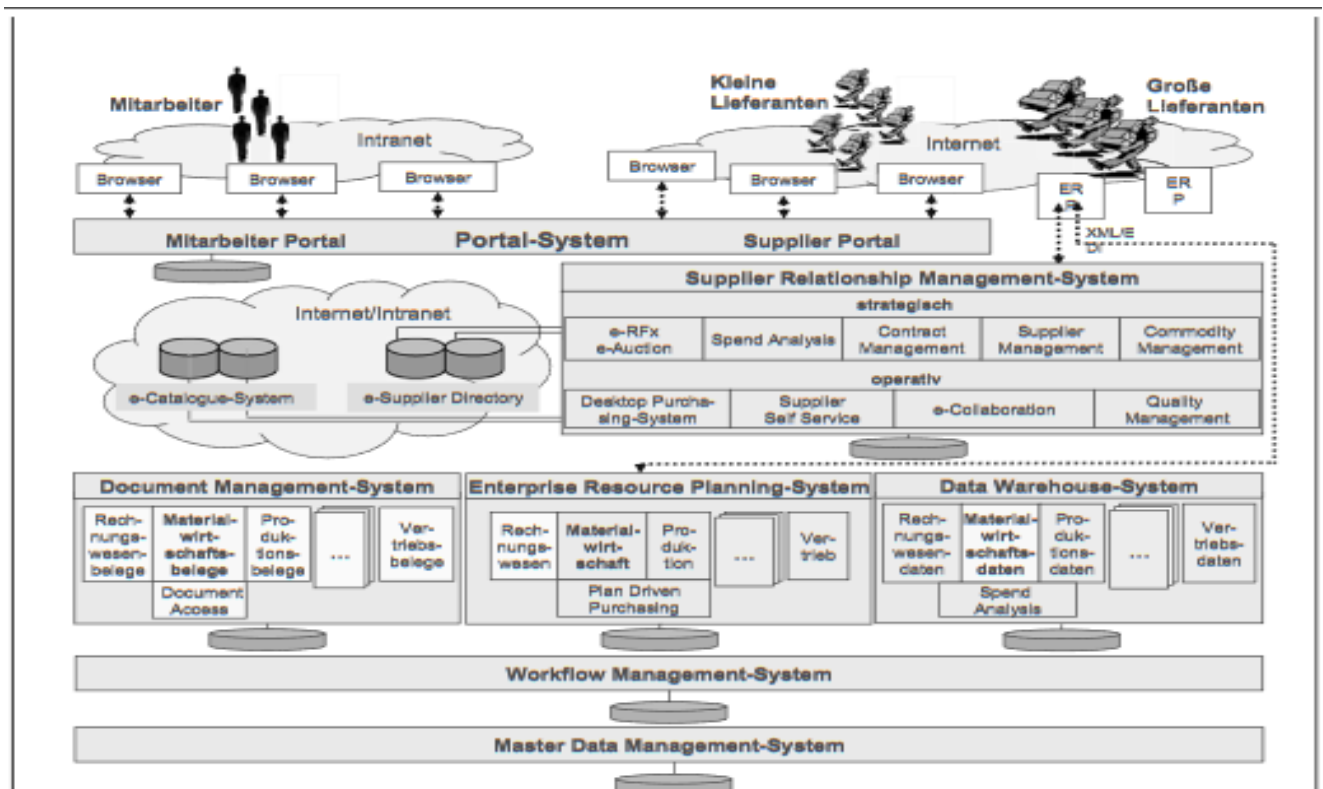 Mitarbeiter
Kleine
Lieferanten
Große
Lieferanten
Intranet
Internet
Browser
Browser
Browser
Browser
Browser
Browser
ER
P
ER
P
Mitarbeiter Portal
Portal-System
Supplier Portal
XML/E
DI
Supplier Relationship Management-System
strategisch
e-RFx
e-Auction
Spend Analysis
Contract
Management
Supplier
Management
Commodity
Management
operativ
Desktop Purcha-
sing-System
Supplier
Self Service
e-Collaboration
Quality
Management
Internet/Intranet
e-Catalogue-System
e-Supplier Directory
Document Management-System
Rech-
nungs-
wesen-
belege
Material-
wirt-
schafts-
belege
Pro-
duk-
tions-
belege
...
Ver-
triebs-
belege
Document
Access
Enterprise Resource Planning-System
Rech-
nungs-
wesen
Material-
wirt-
schaft
Pro-
duk-
tion
...
Ver-
trieb
Plan Driven
Purchasing
Data Warehouse-System
Rech-
nungs-
wesen-
daten
Material-
wirt-
schafts-
daten
Pro-
duk-
tions-
daten
...
Ver-
triebs-
daten
Spend
Analysis
Workflow Management-System
Master Data Management-System